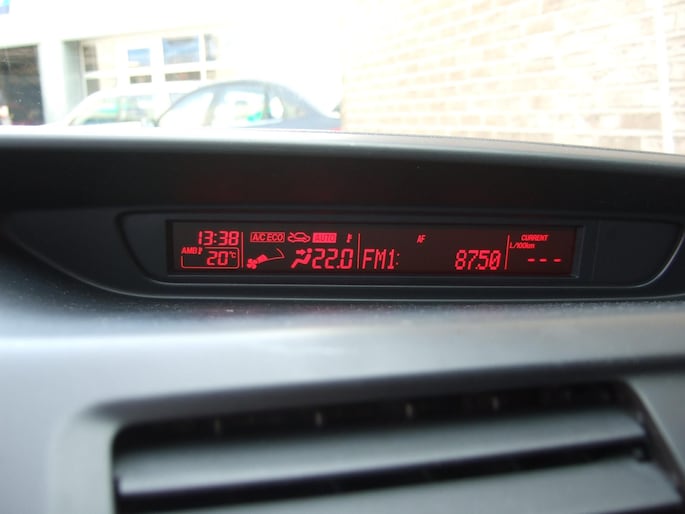 13:38 A/C ECO AUTO AF CURRENT
L/100km
AMB 20°C 22.0 FM1: 87.50 ---